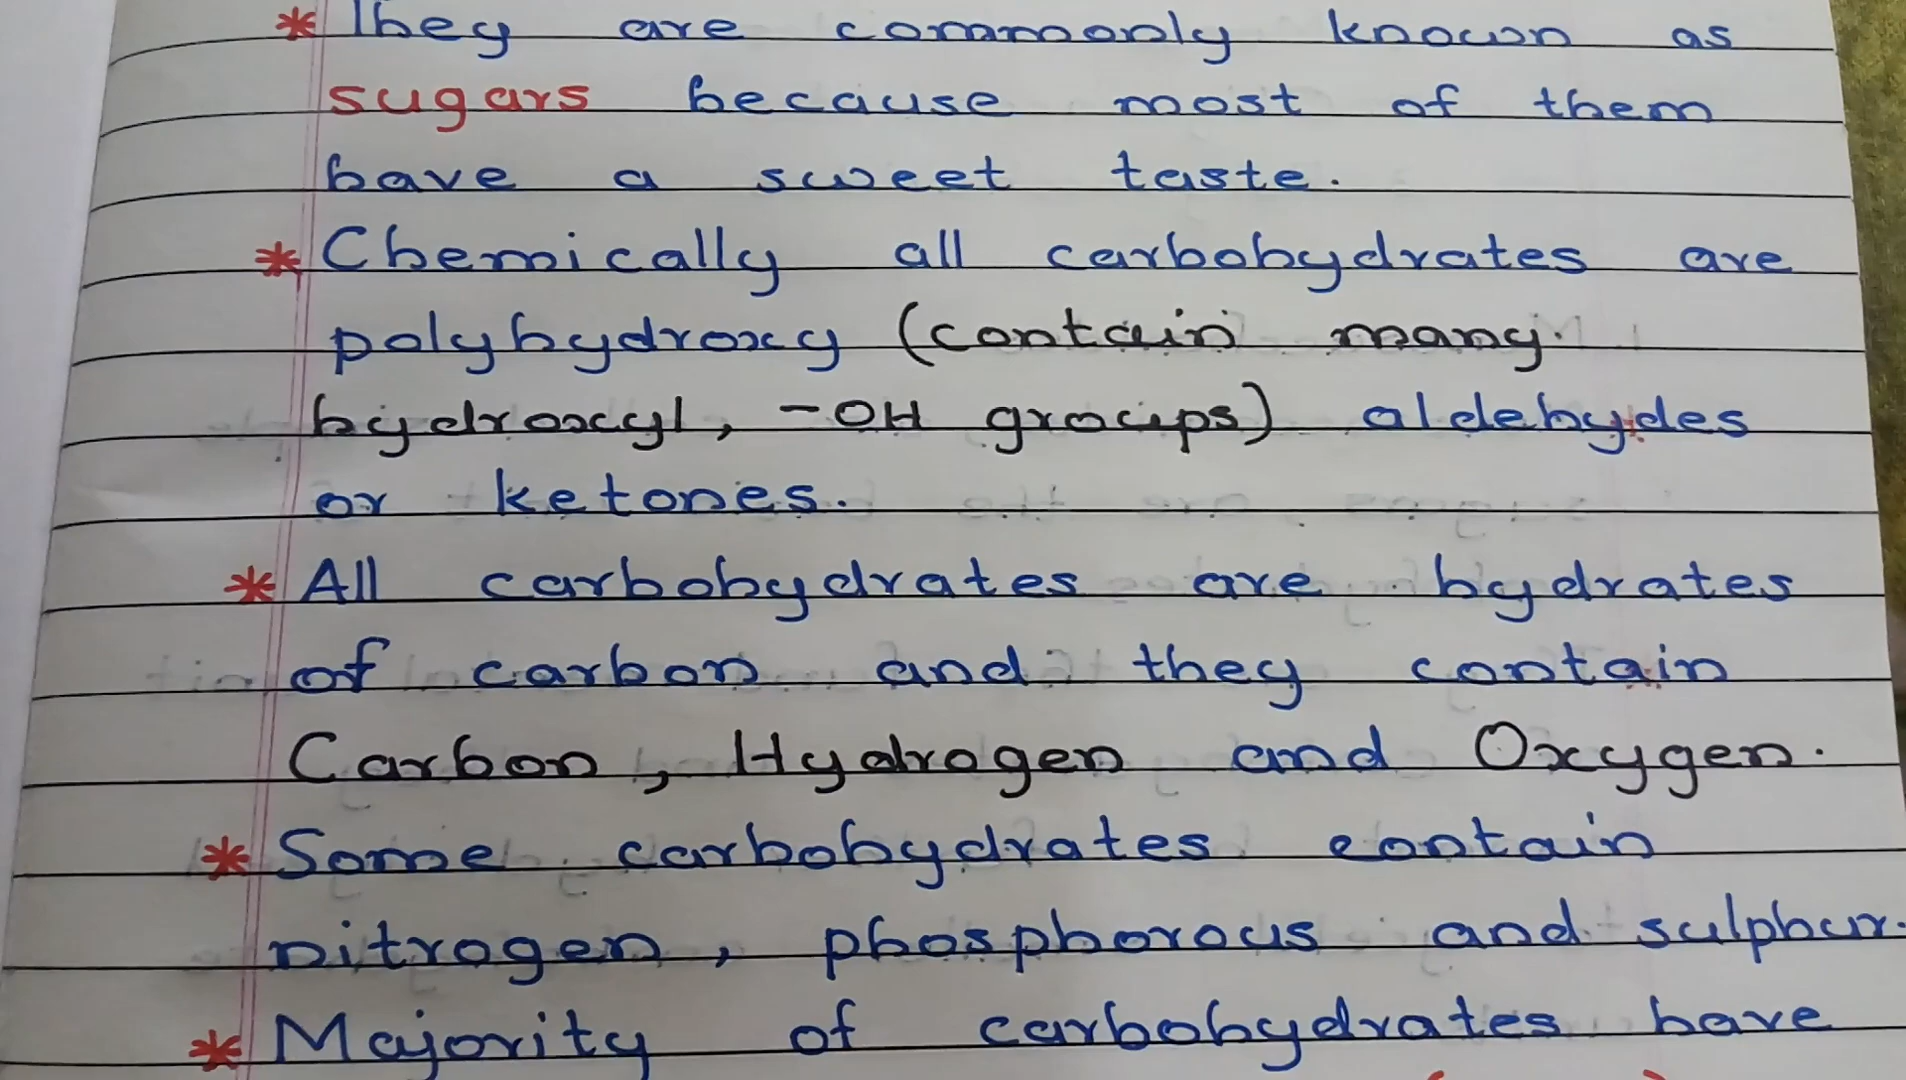 * They are commonly known as
sugars because most of them
have a sweet taste.
* Chemically all carbohydrates are
polyhydroxy (contain many
hydroxyl, -OH groups) aldehydes
or ketones.
* All carbohydrates are hydrates
of carbon and they contain
Carbon, Hydrogen and Oxygen.
* Some carbohydrates contain
nitrogen, phosphorous and sulphur.
* Majority of carbohydrates have